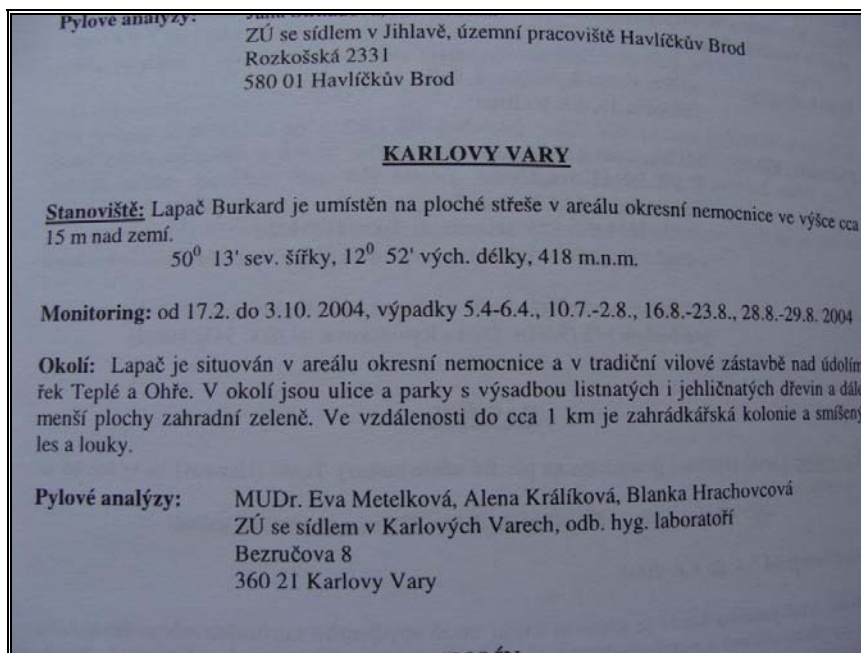 Pylové analýzy:
ZÚ se sídlem v Jihlavě, územní pracoviště Havlíčkův Brod
Rozkošská 2331
580 01 Havlíčkův Brod
KARLOVY VARY
Stanoviště: Lapač Burkard je umístěn na ploché střeše v areálu okresní nemocnice ve výšce cca
15 m nad zemí.
50⁰ 13' sev. šířky, 12⁰ 52' vých. délky, 418 m.n.m.
Monitoring: od 17.2. do 3.10. 2004, výpadky 5.4-6.4., 10.7.-2.8., 16.8.-23.8., 28.8.-29.8. 2004
Okolí: Lapač je situován v areálu okresní nemocnice a v tradiční vilové zástavbě nad údolím
řek Teplé a Ohře. V okolí jsou ulice a parky s výsadbou listnatých i jehličnatých dřevin a dále
menší plochy zahradní zeleně. Ve vzdálenosti do cca 1 km je zahrádkářská kolonie a smíšený
les a louky.
Pylové analýzy: MUDr. Eva Metelková, Alena Králíková, Blanka Hrachovcová
ZÚ se sídlem v Karlových Varech, odb. hyg. laboratoří
Bezručova 8
360 21 Karlovy Vary